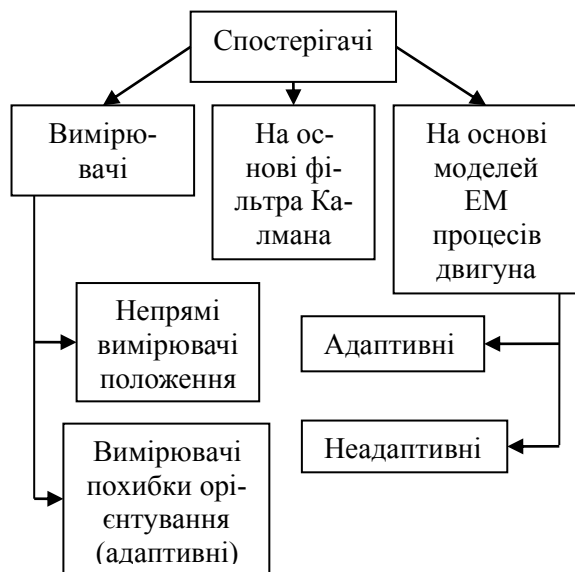 Спостерігачі
Вимірю-
вачі
На ос-
нові фі-
льтра Ка-
лмана
На основі
моделей
ЕМ
процесів
двигуна
Непрямі
вимірювачі
положення
Адаптивні
Вимірювачі
похибки орі-
єнтування
(адаптивні)
Неадаптивні